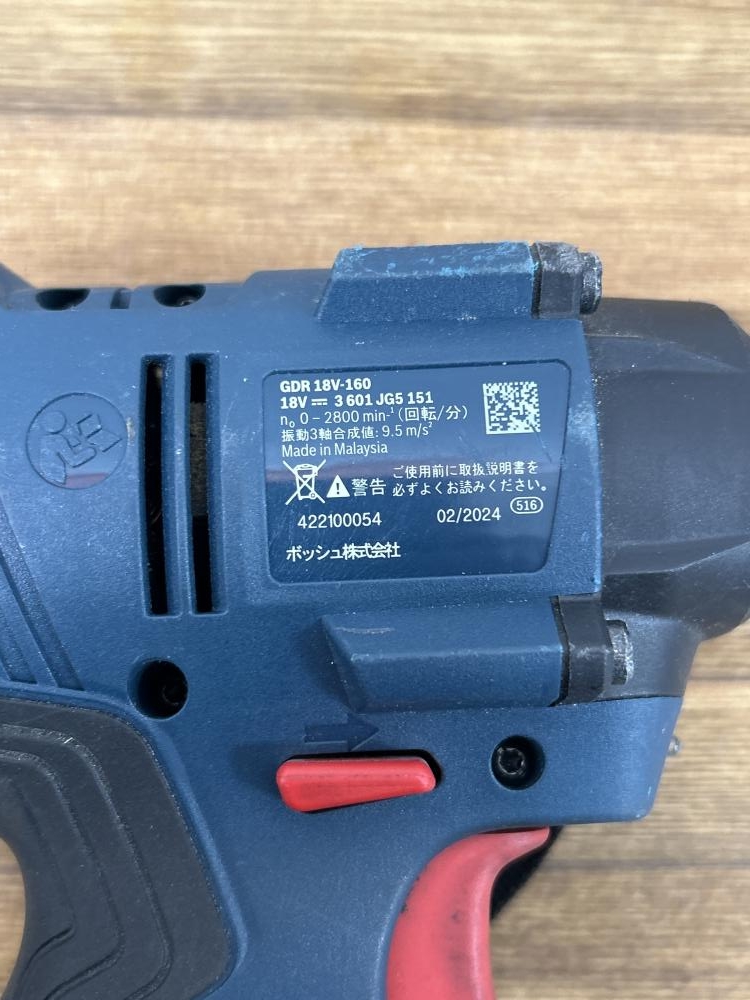 GDR 18V-160
18V ⎓ 3 601 JG5 151
n₀ 0 – 2800 min⁻¹ (回転/分)
振動3軸合成値: 9.5 m/s²
Made in Malaysia
警告 ご使用前に取扱説明書を
必ずよくお読みください。
422100054 02/2024 516
ボッシュ株式会社